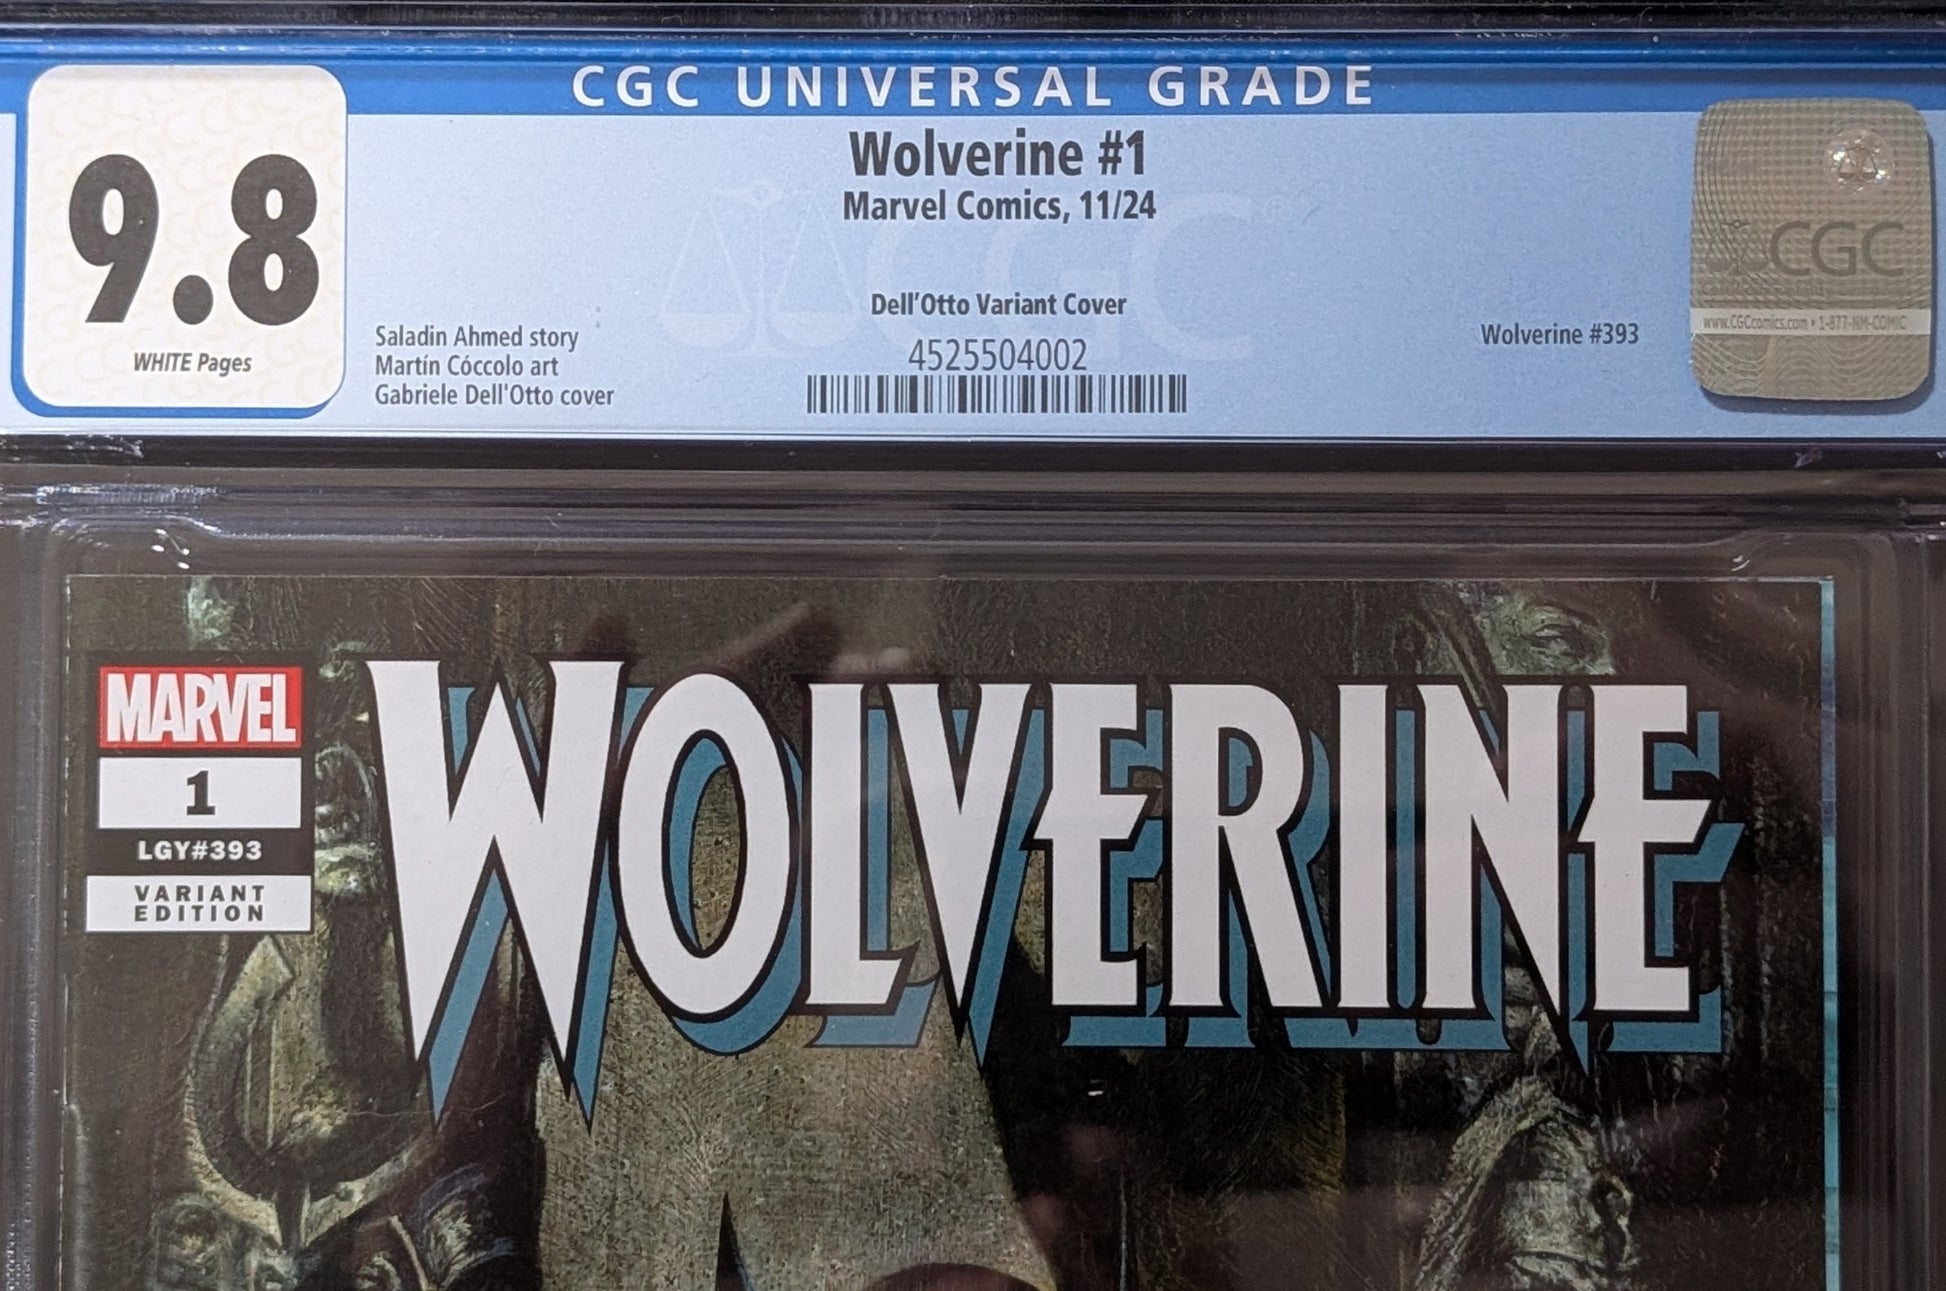 CGC UNIVERSAL GRADE
9.8
WHITE Pages
Wolverine #1
Marvel Comics, 11/24
Dell'Otto Variant Cover
4525504002
Saladin Ahmed story
Martín Cóccolo art
Gabriele Dell'Otto cover
Wolverine #393
CGC
CGC
www.CGCcomics.com • 1-877-NM-COMIC
MARVEL
1
LGY#393
VARIANT
EDITION
WOLVERINE